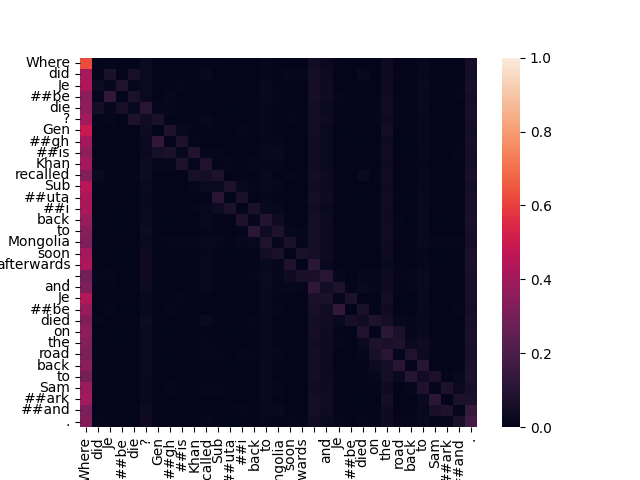 Where
did
Je
##be
die
?
Gen
##gh
##is
Khan
recalled
Sub
##uta
##i
back
to
Mongolia
soon
afterwards
and
Je
##be
died
on
the
road
back
to
Sam
##ark
##and
.
Where
did
Je
##be
die
?
Gen
##gh
##is
Khan
called
Sub
##uta
##i
back
to
ngolia
soon
wards
and
Je
##be
died
on
the
road
back
to
Sam
##ark
##and
.
1.0
0.8
0.6
0.4
0.2
0.0